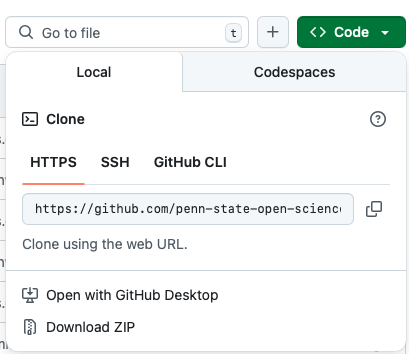 Go to file
t
+
<> Code
Local
Codespaces
Clone
?
HTTPS
SSH
GitHub CLI
https://github.com/penn-state-open-science
Clone using the web URL.
Open with GitHub Desktop
Download ZIP